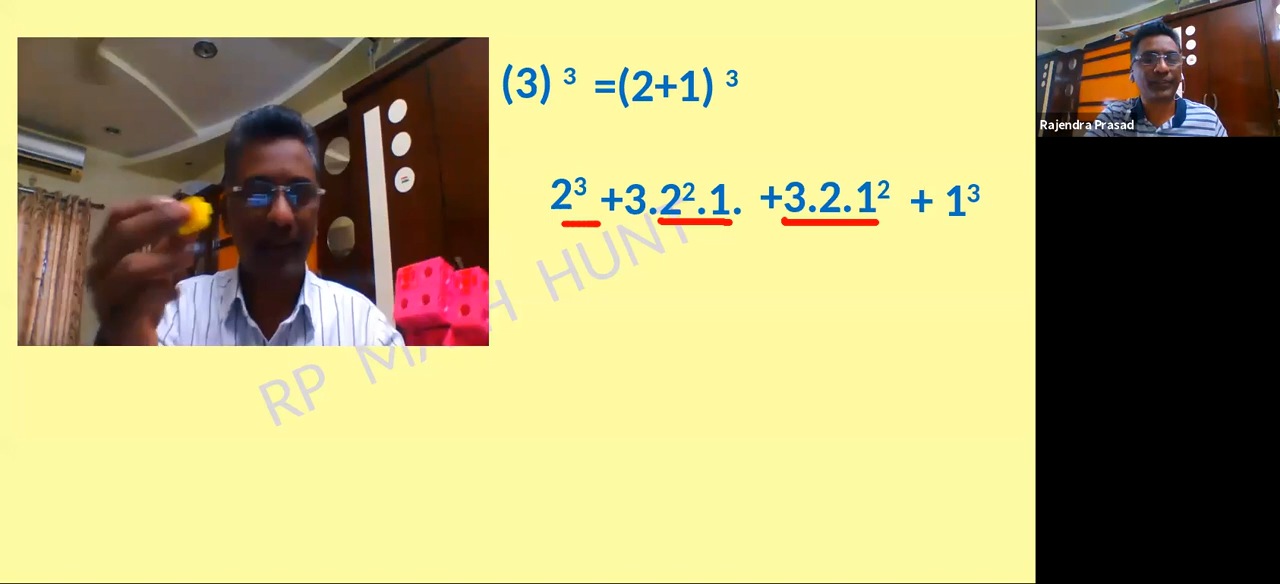 (3) ³ =(2+1) ³
2³ +3.2².1. +3.2.1² + 1³
RP MATH HUNT
Rajendra Prasad